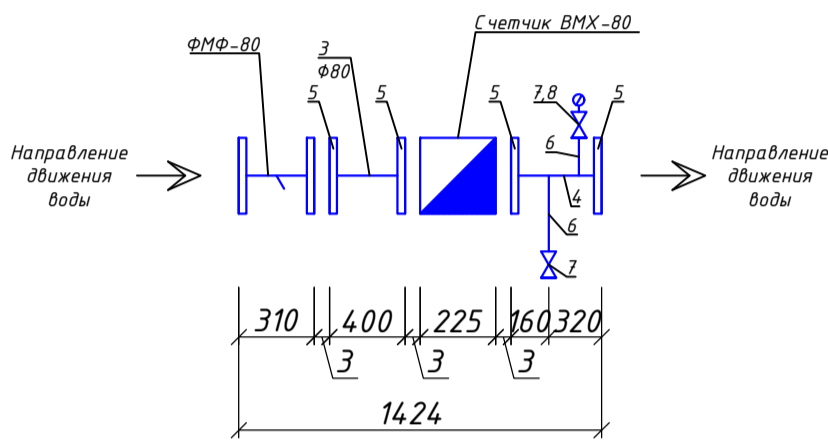 Счетчик ВМХ-80
ФМФ-80
3
Ф80
5
5
5
7,8
5
Направление
движения
воды
6
4
6
7
Направление
движения
воды
310
400
225
160
320
3
3
3
1424